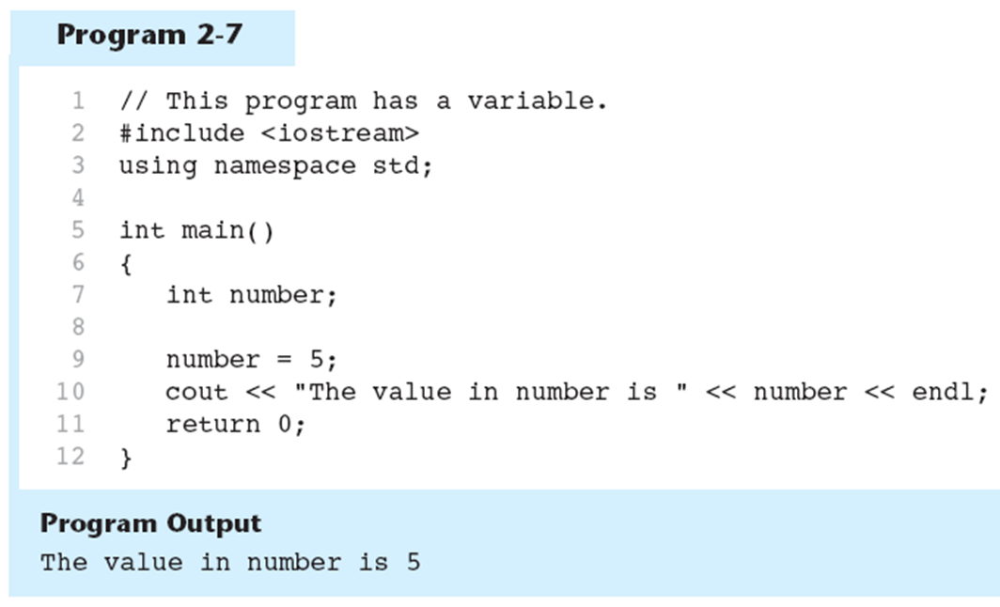 Program 2-7
1 // This program has a variable.
2 #include <iostream>
3 using namespace std;
4
5 int main()
6 {
7    int number;
8
9    number = 5;
10    cout << "The value in number is " << number << endl;
11    return 0;
12 }
Program Output
The value in number is 5